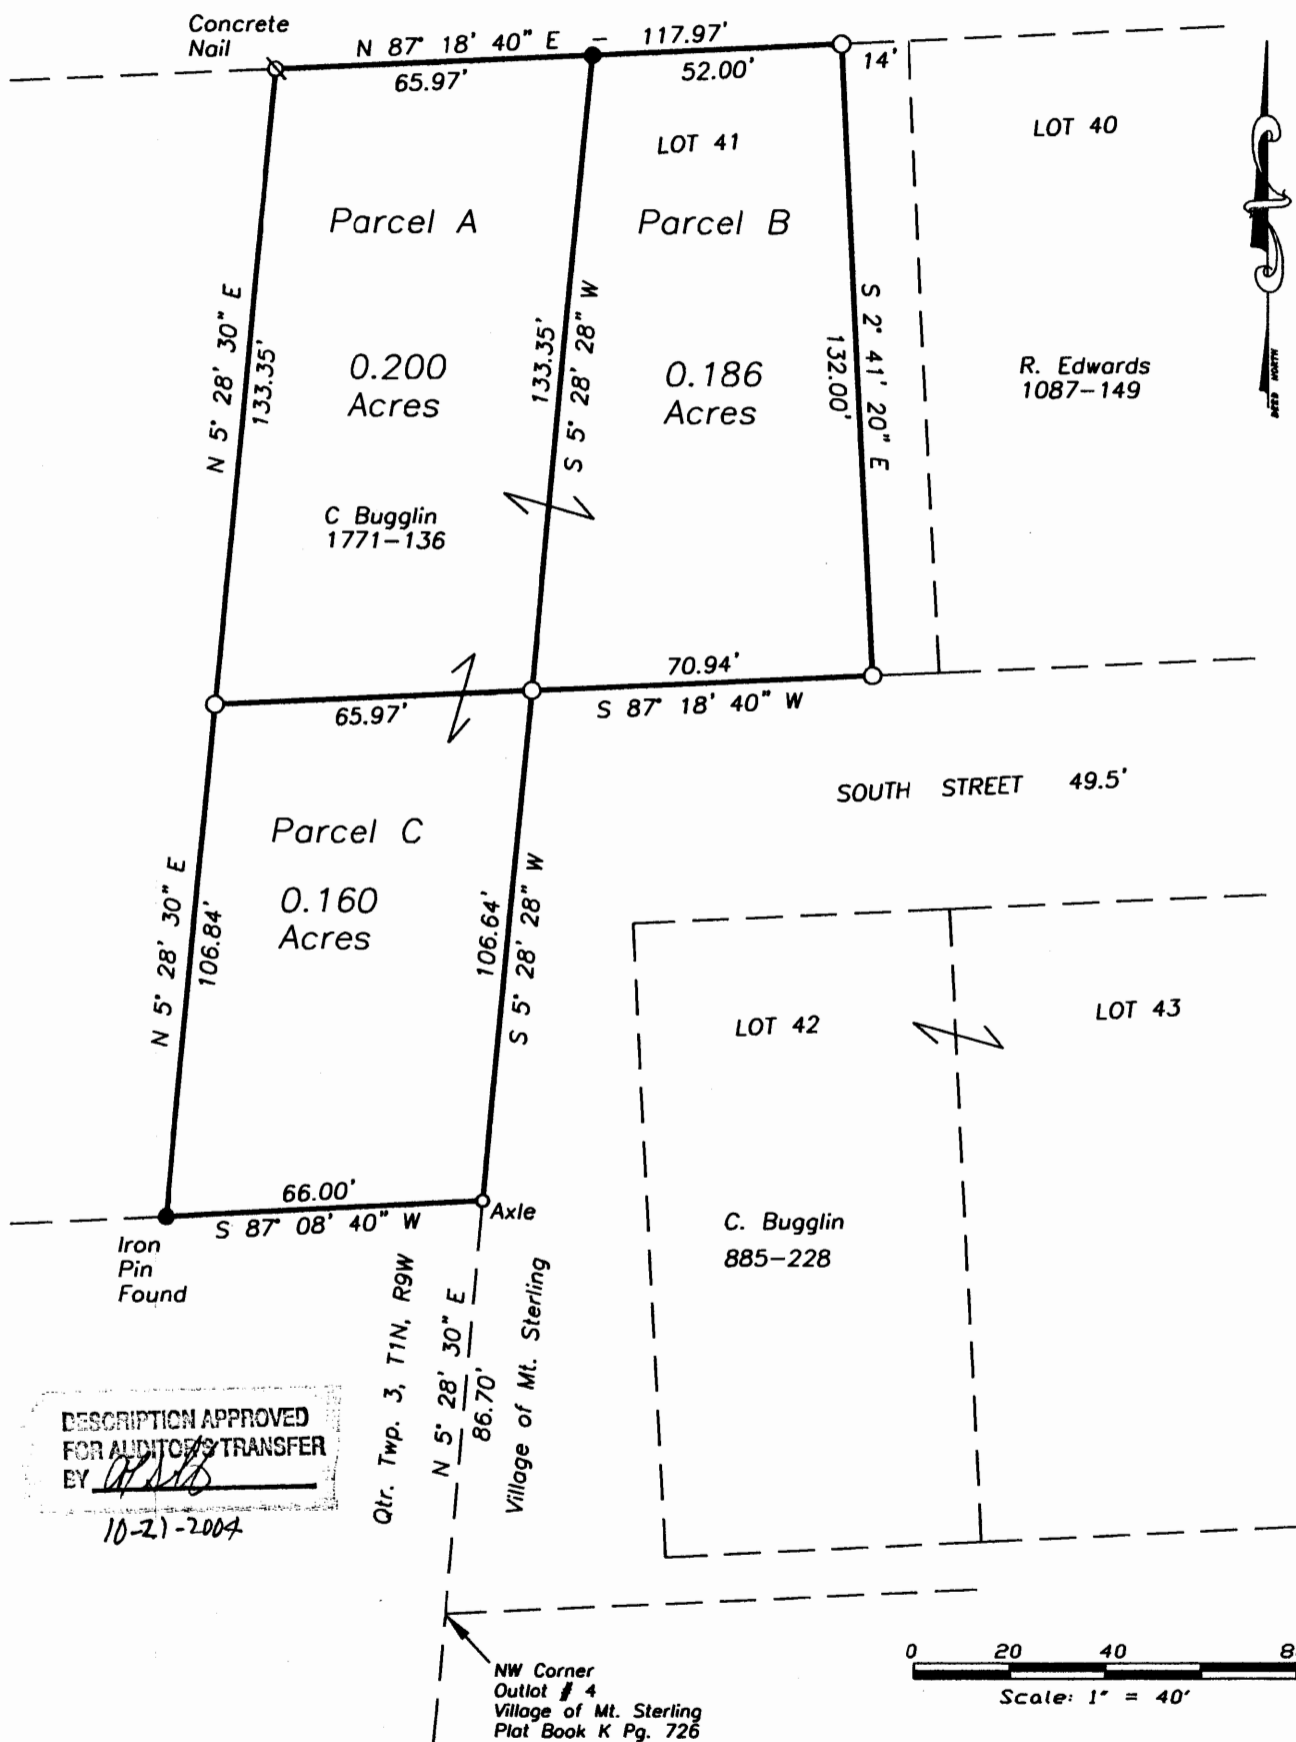 Concrete
Nail
N 87° 18' 40" E - 117.97'
65.97'
52.00'
14'
LOT 41
LOT 40
Parcel A
Parcel B
N 5° 28' 30" E
133.35'
133.35'
S 5° 28' 28" W
S 2° 41' 20" E
132.00'
0.200
Acres
0.186
Acres
R. Edwards
1087-149
C Bugglin
1771-136
70.94'
65.97'
S 87° 18' 40" W
SOUTH STREET 49.5'
Parcel C
0.160
Acres
N 5° 28' 30" E
106.84'
106.64'
S 5° 28' 28" W
LOT 42
LOT 43
66.00'
S 87° 08' 40" W
Axle
Iron
Pin
Found
C. Bugglin
885-228
Qtr. Twp. 3, T1N, R9W
N 5° 28' 30" E
86.70'
Village of Mt. Sterling
DESCRIPTION APPROVED
FOR AUDITOR'S TRANSFER
BY
10-21-2004
NW Corner
Outlot # 4
Village of Mt. Sterling
Plat Book K Pg. 726
0 20 40 8
Scale: 1" = 40'